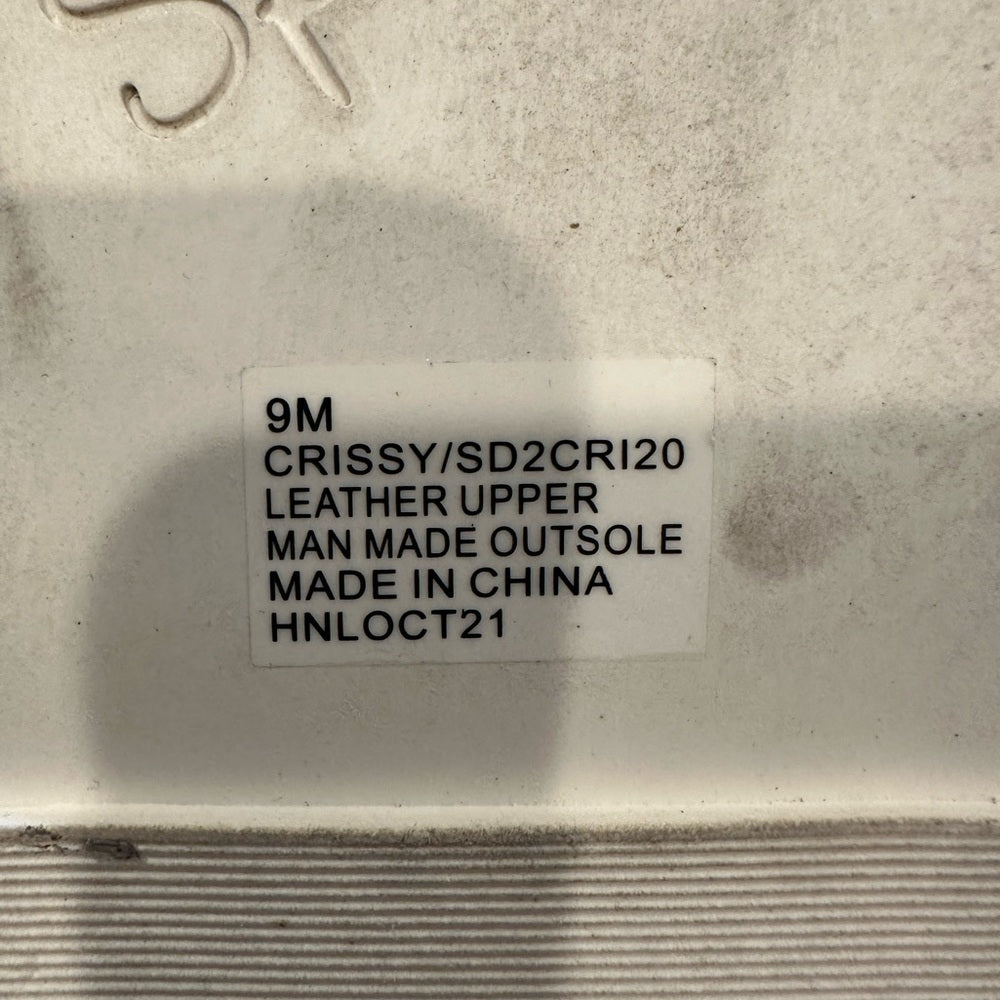 9M
CRISSY/SD2CRI20
LEATHER UPPER
MAN MADE OUTSOLE
MADE IN CHINA
HNLOCT21